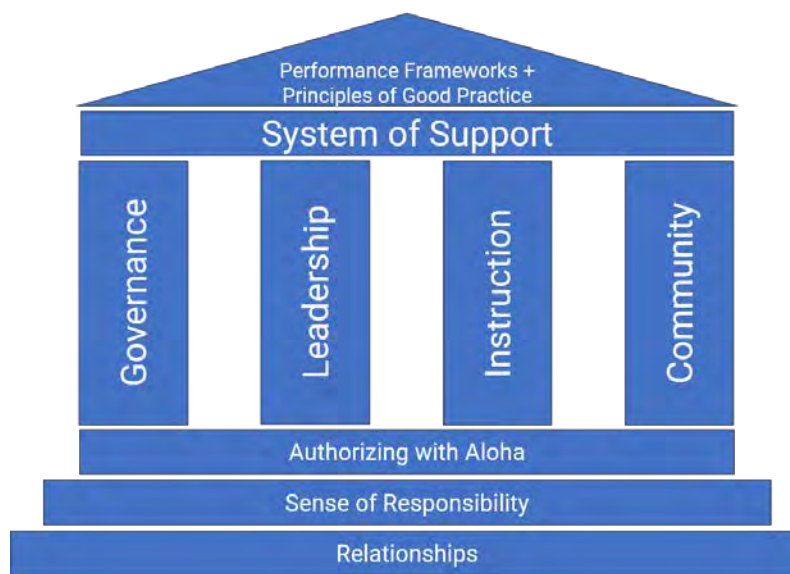 Performance Frameworks +
Principles of Good Practice
System of Support
Governance
Leadership
Instruction
Community
Authorizing with Aloha
Sense of Responsibility
Relationships